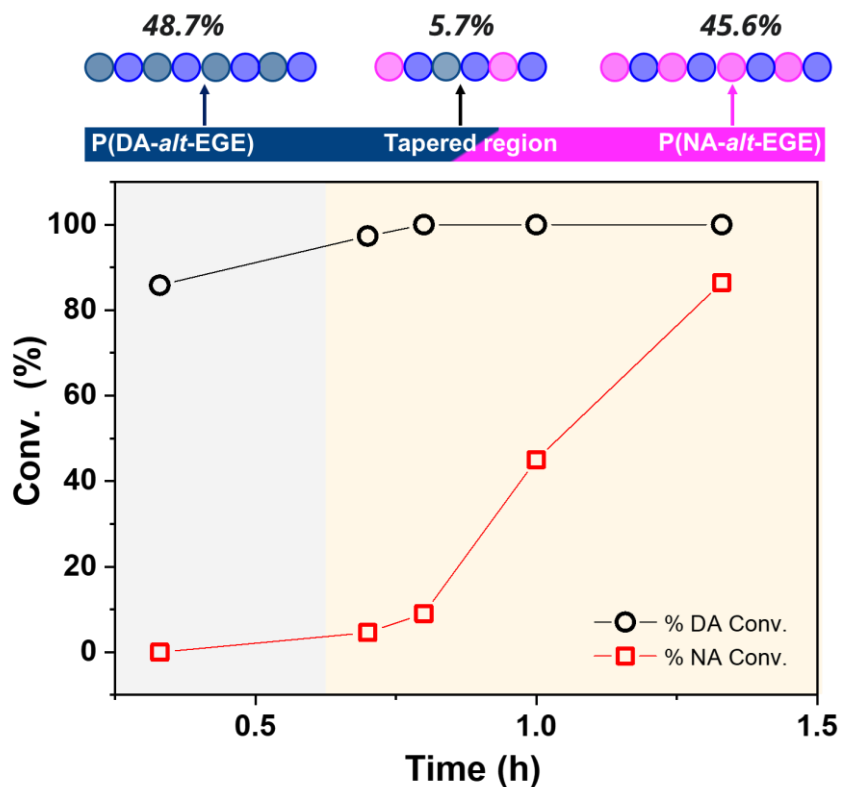 48.7% 5.7% 45.6%
P(DA-alt-EGE) Tapered region P(NA-alt-EGE)
100
80
60
40
20
0
Conv. (%)
% DA Conv.
% NA Conv.
0.5 1.0 1.5
Time (h)